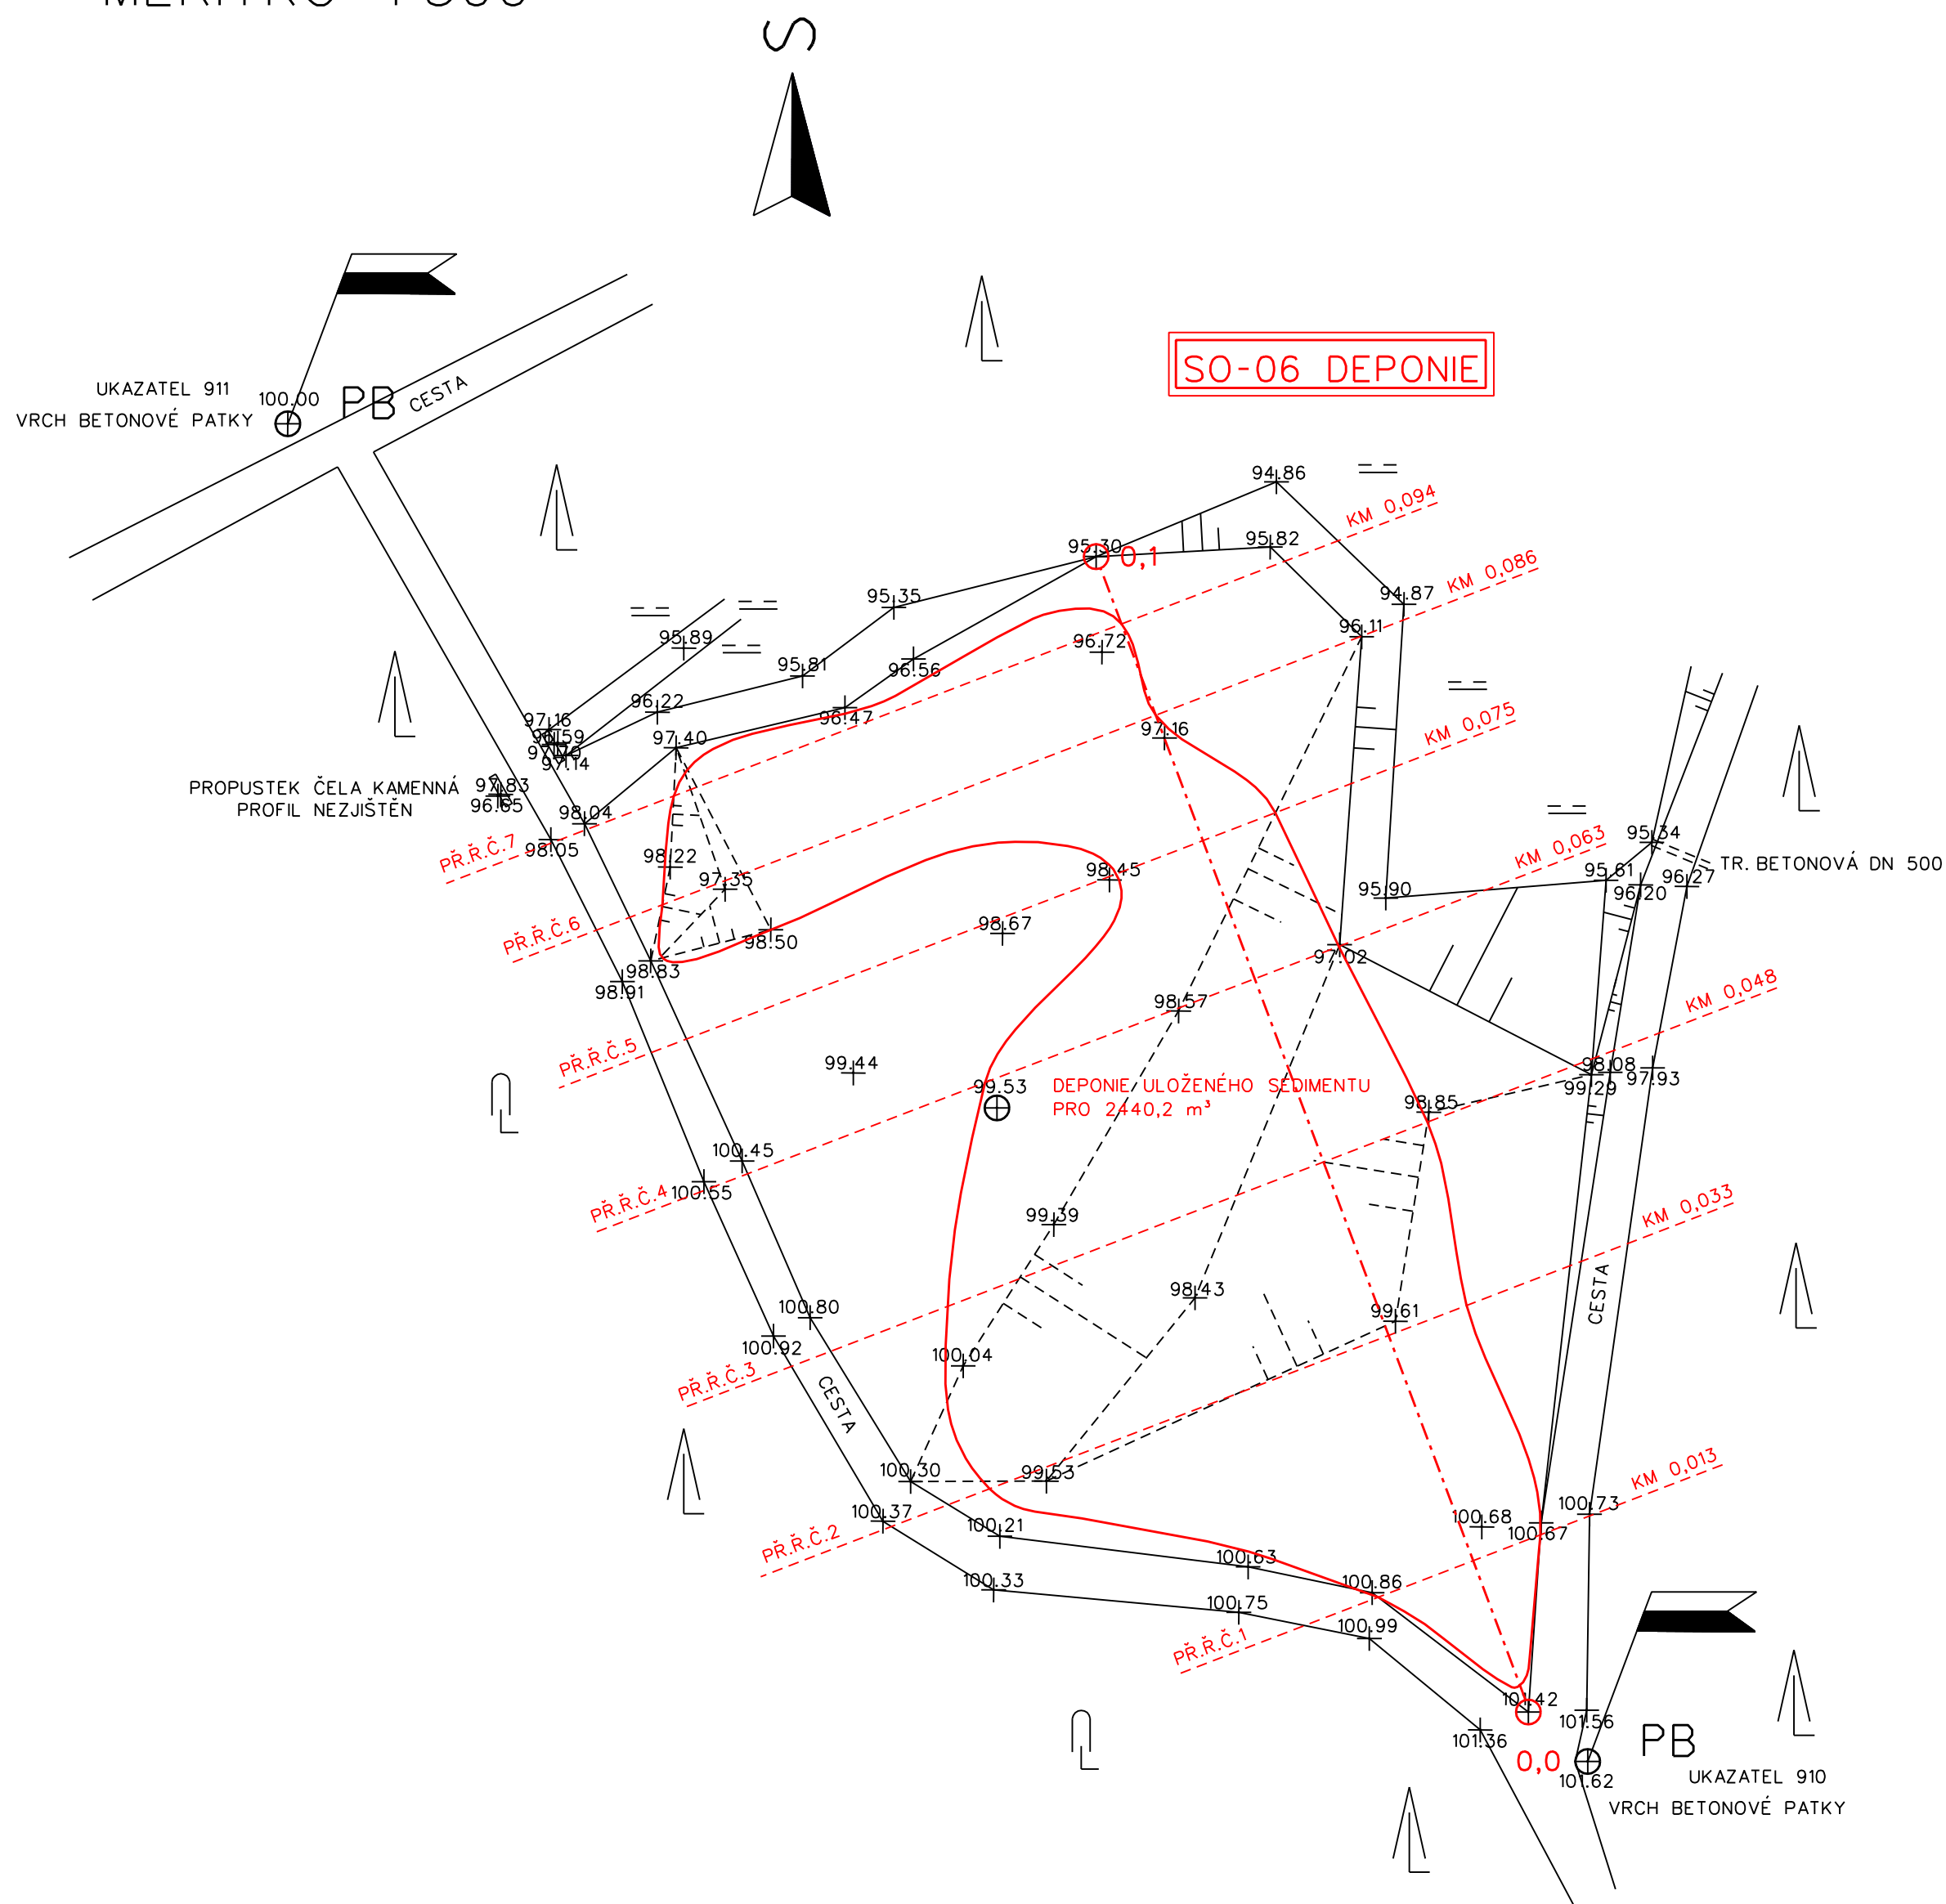 S
UKAZATEL 911
VRCH BETONOVÉ PATKY
100.00
PB
CESTA
SO-06 DEPONIE
94.86
KM 0,094
95.30
0,1
95.82
KM 0,086
95.35
94.87
95.89
96.11
96.72
95.81
96.56
96.22
96.47
KM 0,075
97.16
96.59
97.14
97.40
97.16
PROPUSTEK ČELA KAMENNÁ
PROFIL NEZJIŠTĚN
97.83
96.65
98.04
98.05
PŘ.Ř.Č.7
KM 0,063
95.34
TR. BETONOVÁ DN 500
98.22
97.35
98.45
95.90
95.61
96.20
96.27
PŘ.Ř.Č.6
98.50
98.67
97.02
98.83
98.91
98.57
KM 0,048
PŘ.Ř.Č.5
99.44
99.53
DEPONIE ULOŽENÉHO SEDIMENTU
PRO 2440,2 m³
98.08
99.29
97.93
98.85
100.45
100.55
PŘ.Ř.Č.4
99.39
KM 0,033
98.43
CESTA
100.80
100.92
99.61
100.04
PŘ.Ř.Č.3
CESTA
100.30
99.53
KM 0,013
100.37
100.21
100.68
100.67
100.73
PŘ.Ř.Č.2
100.63
100.33
100.86
100.75
100.99
PŘ.Ř.Č.1
101.42
101.56
101.36
0,0
PB
101.62
UKAZATEL 910
VRCH BETONOVÉ PATKY